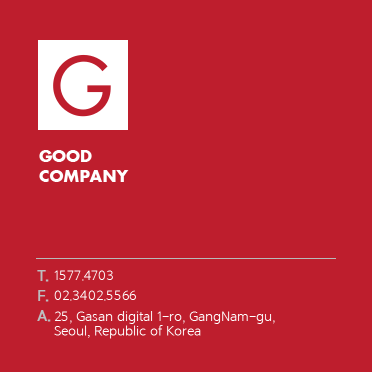 G
GOOD
COMPANY
T. 1577.4703
F. 02.3402.5566
A. 25, Gasan digital 1-ro, GangNam-gu,
Seoul, Republic of Korea